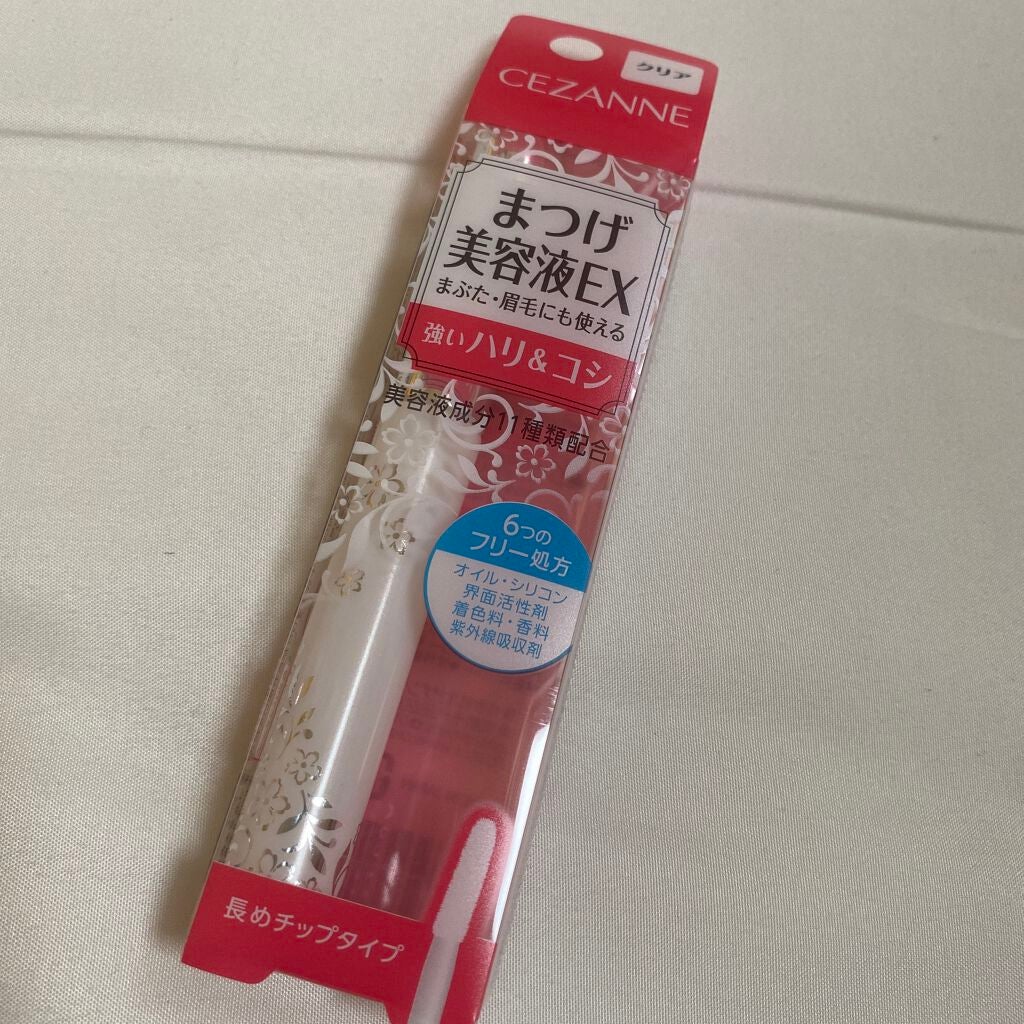 クリア
CEZANNE
まつげ
美容液EX
まぶた・眉毛にも使える
強いハリ&コシ
美容液成分11種類配合
6つの
フリー処方
オイル・シリコン
界面活性剤
着色料・香料
紫外線吸収剤
長めチップタイプ